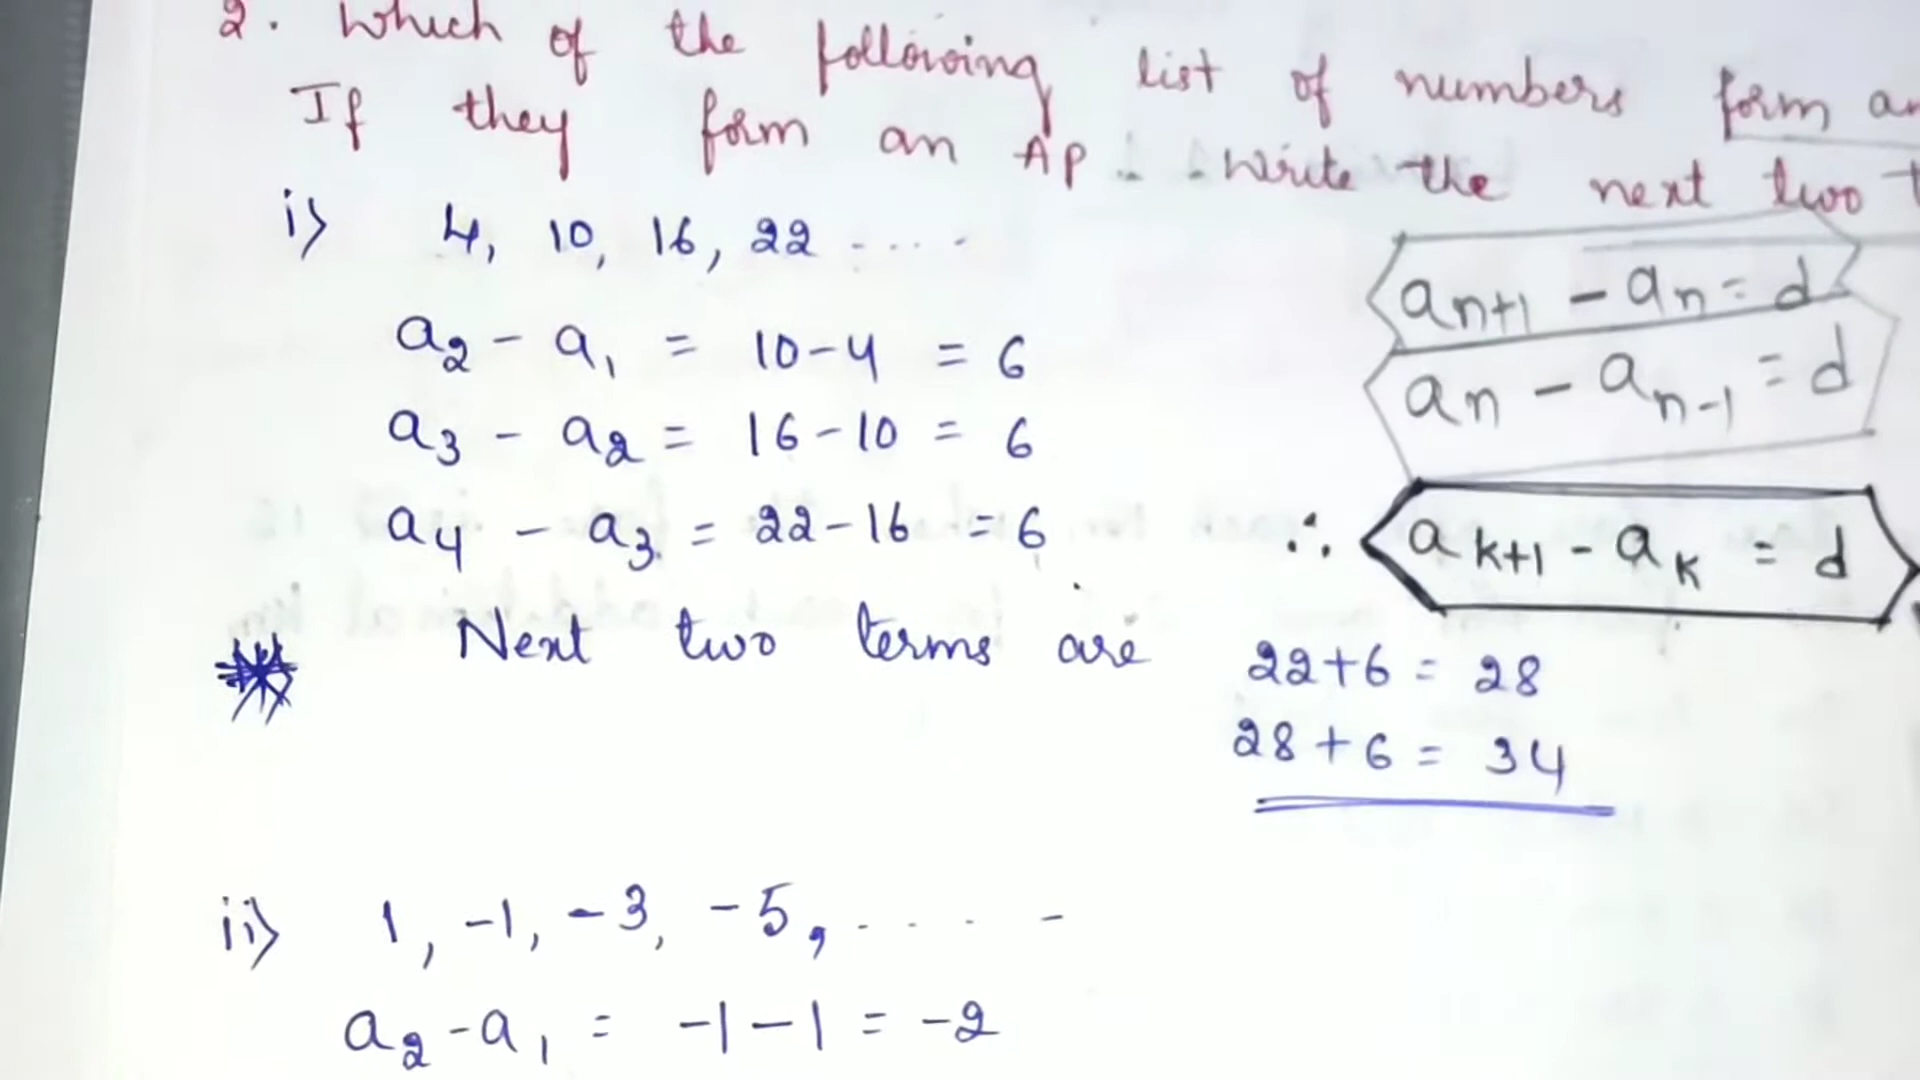 2. Which of the following list of numbers form an
If they form an AP. Write the next two
i) 4, 10, 16, 22 ....
a₂ - a₁ = 10-4 = 6
a₃ - a₂ = 16-10 = 6
a₄ - a₃ = 22-16 = 6
aₙ₊₁ - aₙ = d
aₙ - aₙ₋₁ = d
∴ aₖ₊₁ - aₖ = d
Next two terms are 22+6 = 28
28+6 = 34
ii) 1, -1, -3, -5, .....
a₂ - a₁ = -1-1 = -2